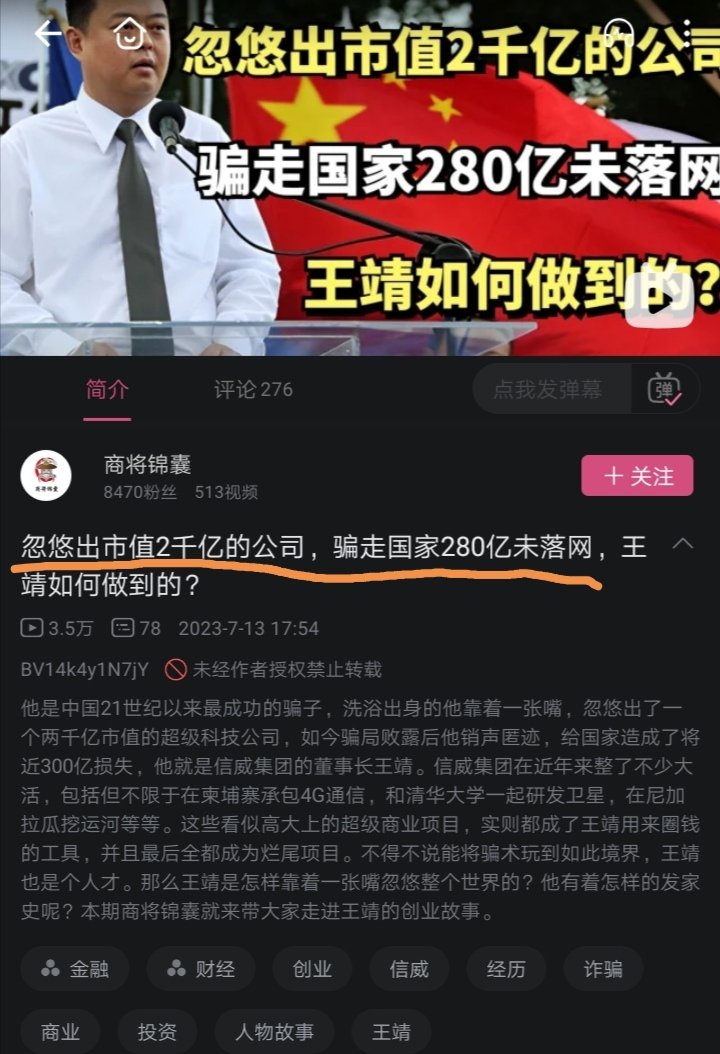 忽悠出市值2千亿的公司
骗走国家280亿未落网
王靖如何做到的?
简介
评论 276
点我发弹幕
弹
商将锦囊
8470粉丝 513视频
＋关注
忽悠出市值2千亿的公司，骗走国家280亿未落网，王
靖如何做到的？
3.5万 78 2023-7-13 17:54
BV14k4y1N7jY 未经作者授权禁止转载
他是中国21世纪以来最成功的骗子，洗浴出身的他靠着一张嘴，忽悠出了一
个两千亿市值的超级科技公司，如今骗局败露后他销声匿迹，给国家造成了将
近300亿损失，他就是信威集团的董事长王靖。信威集团在近年来整了不少大
活，包括但不限于在柬埔寨承包4G通信，和清华大学一起研发卫星，在尼加
拉瓜挖运河等等。这些看似高大上的超级商业项目，实则都成了王靖用来圈钱
的工具，并且最后全都成为烂尾项目。不得不说能将骗术玩到如此境界，王靖
也是个人才。那么王靖是怎样靠着一张嘴忽悠整个世界的？他有着怎样的发家
史呢？本期商将锦囊就来带大家走进王靖的创业故事。
金融 财经 创业 信威 经历 诈骗
商业 投资 人物故事 王靖